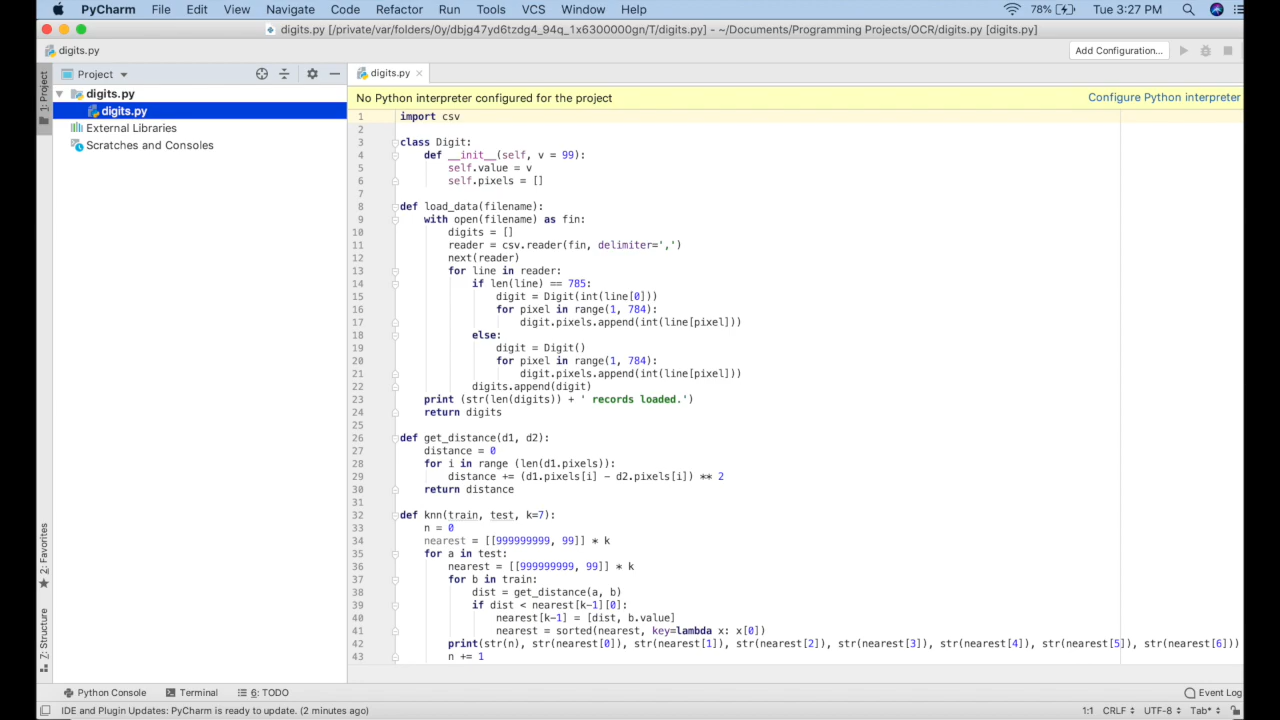 PyCharm File Edit View Navigate Code Refactor Run Tools VCS Window Help 78% Tue 3:27 PM
digits.py [/private/var/folders/0y/dbjg47yd6tzdg4_94q_1x6300000gn/T/digits.py] - ~/Documents/Programming Projects/OCR/digits.py [digits.py]
digits.py Add Configuration...
1: Project
Project
digits.py
digits.py
digits.py
External Libraries
Scratches and Consoles
No Python interpreter configured for the project Configure Python interpreter
1 import csv
2
3 class Digit:
4 def __init__(self, v = 99):
5 self.value = v
6 self.pixels = []
7
8 def load_data(filename):
9 with open(filename) as fin:
10 digits = []
11 reader = csv.reader(fin, delimiter=',')
12 next(reader)
13 for line in reader:
14 if len(line) == 785:
15 digit = Digit(int(line[0]))
16 for pixel in range(1, 784):
17 digit.pixels.append(int(line[pixel]))
18 else:
19 digit = Digit()
20 for pixel in range(1, 784):
21 digit.pixels.append(int(line[pixel]))
22 digits.append(digit)
23 print (str(len(digits)) + ' records loaded.')
24 return digits
25
26 def get_distance(d1, d2):
27 distance = 0
28 for i in range (len(d1.pixels)):
29 distance += (d1.pixels[i] - d2.pixels[i]) ** 2
30 return distance
31
32 def knn(train, test, k=7):
33 n = 0
34 nearest = [[999999999, 99]] * k
35 for a in test:
36 nearest = [[999999999, 99]] * k
37 for b in train:
38 dist = get_distance(a, b)
39 if dist < nearest[k-1][0]:
40 nearest[k-1] = [dist, b.value]
41 nearest = sorted(nearest, key=lambda x: x[0])
42 print(str(n), str(nearest[0]), str(nearest[1]), str(nearest[2]), str(nearest[3]), str(nearest[4]), str(nearest[5]), str(nearest[6]))
43 n += 1
2: Favorites
7: Structure
Python Console Terminal 6: TODO Event Log
IDE and Plugin Updates: PyCharm is ready to update. (2 minutes ago) 1:1 CRLF UTF-8 Tab*